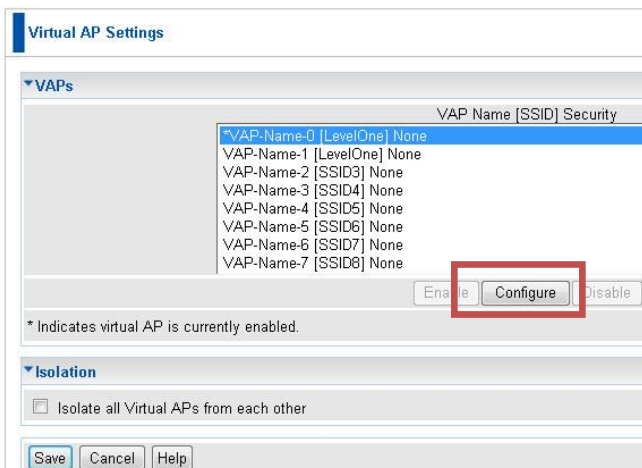 Virtual AP Settings
VAPs
VAP Name [SSID] Security
*VAP-Name-0 [LevelOne] None
VAP-Name-1 [LevelOne] None
VAP-Name-2 [SSID3] None
VAP-Name-3 [SSID4] None
VAP-Name-4 [SSID5] None
VAP-Name-5 [SSID6] None
VAP-Name-6 [SSID7] None
VAP-Name-7 [SSID8] None
Enable Configure Disable
* Indicates virtual AP is currently enabled.
Isolation
Isolate all Virtual APs from each other
Save Cancel Help